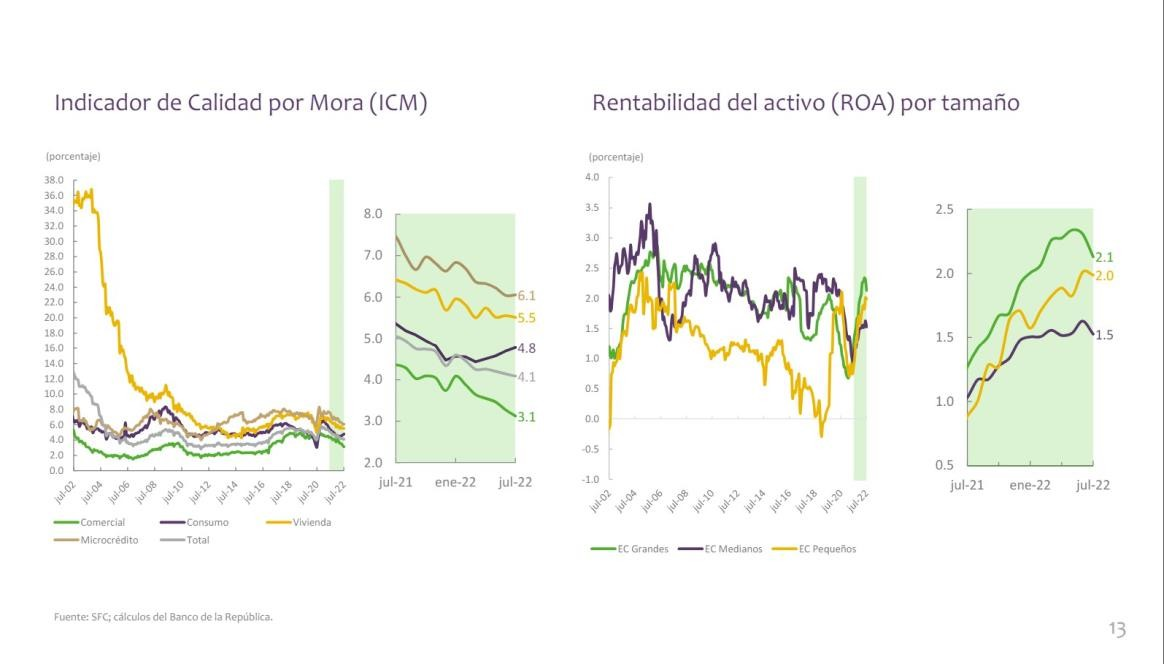 Indicador de Calidad por Mora (ICM)
(porcentaje)
38.0
36.0
34.0
32.0
30.0
28.0
26.0
24.0
22.0
20.0
18.0
16.0
14.0
12.0
10.0
8.0
6.0
4.0
2.0
0.0
jul-02
jul-04
jul-06
jul-08
jul-10
jul-12
jul-14
jul-16
jul-18
jul-20
jul-22
8.0
7.0
6.0
5.0
4.0
3.0
2.0
6.1
5.5
4.8
4.1
3.1
jul-21 ene-22 jul-22
Comercial Consumo Vivienda
Microcrédito Total
Rentabilidad del activo (ROA) por tamaño
(porcentaje)
4.0
3.5
3.0
2.5
2.0
1.5
1.0
0.5
0.0
-0.5
-1.0
jul-02
jul-04
jul-06
jul-08
jul-10
jul-12
jul-14
jul-16
jul-18
jul-20
jul-22
2.5
2.0
1.5
1.0
0.5
2.1
2.0
1.5
jul-21 ene-22 jul-22
EC Grandes EC Medianos EC Pequeños
Fuente: SFC; cálculos del Banco de la República.
13